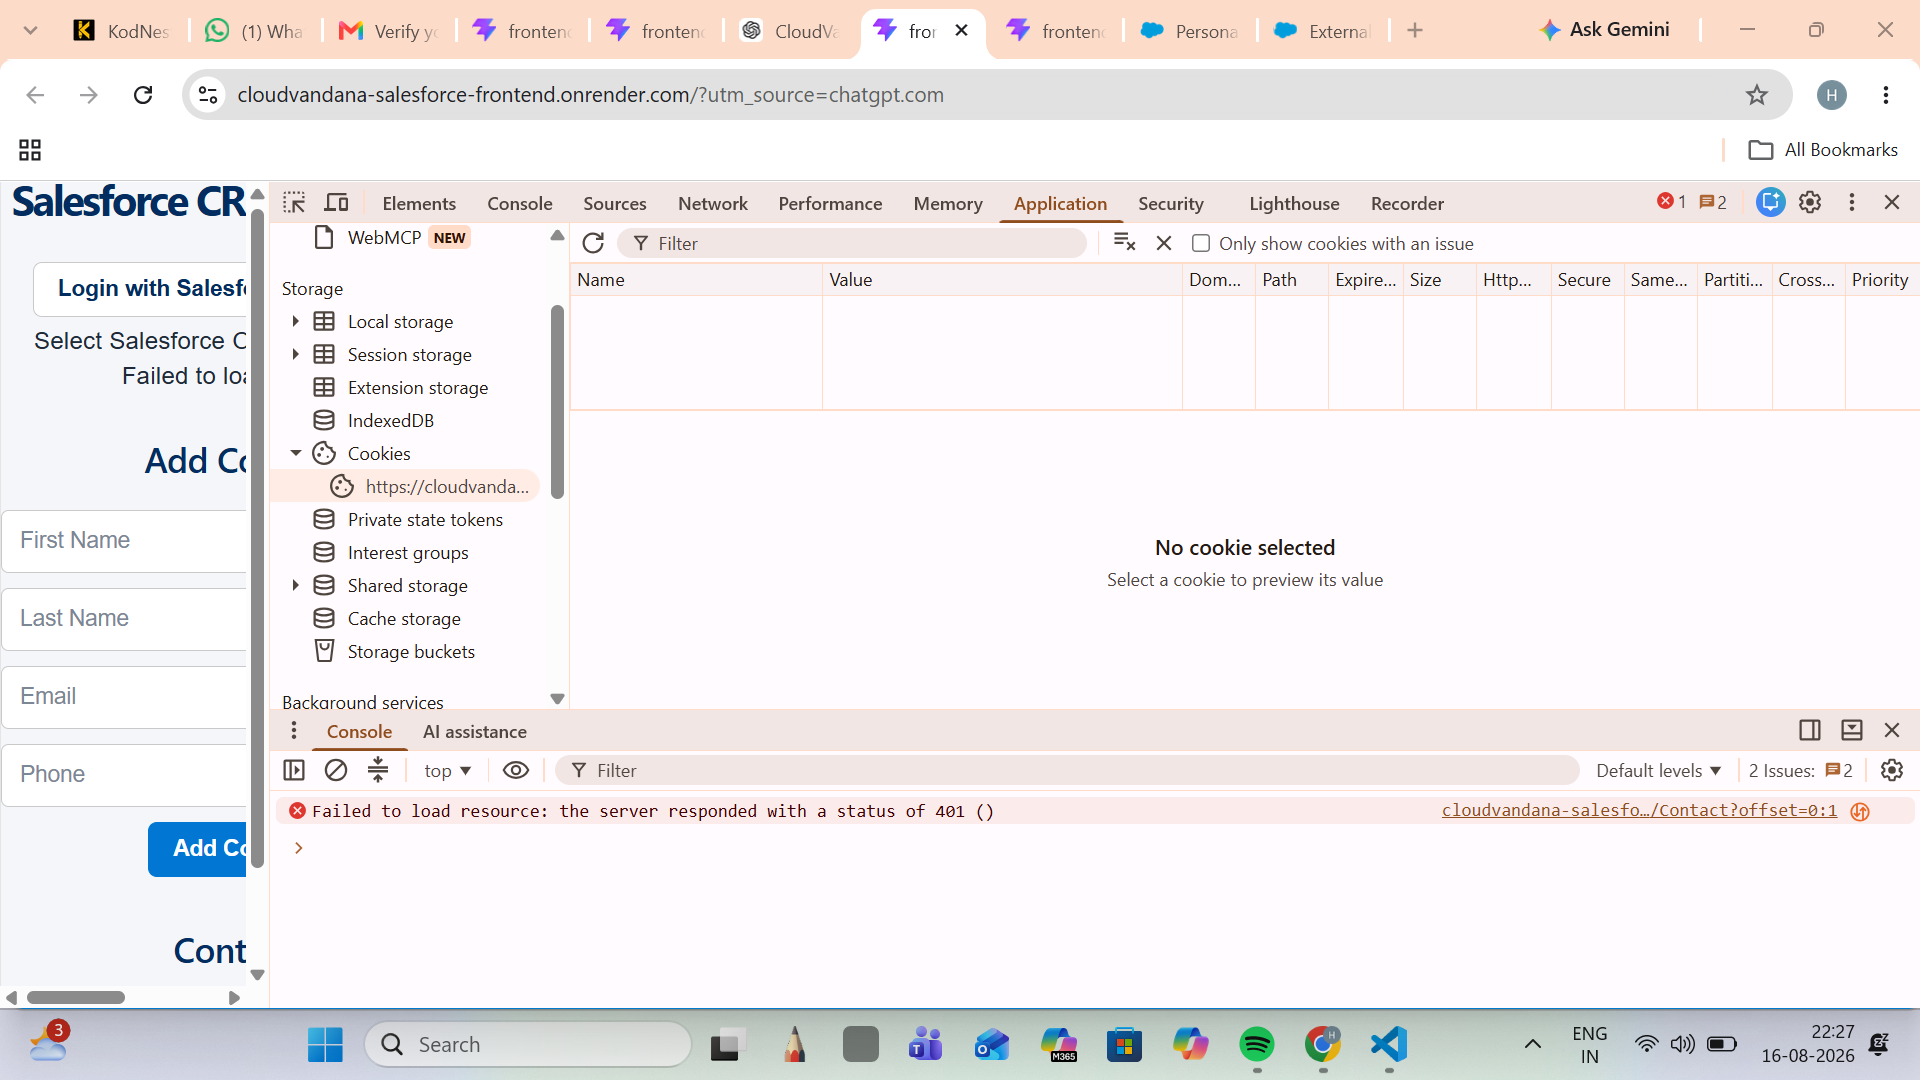 KodNes
(1) Wha
Verify yo
frontend
frontend
CloudVa
fron
frontend
Persona
External
Ask Gemini
cloudvandana-salesforce-frontend.onrender.com/?utm_source=chatgpt.com
H
All Bookmarks
Salesforce CR
Login with Salesfo
Select Salesforce O
Failed to loa
Add Co
First Name
Last Name
Email
Phone
Add Co
Cont
Elements
Console
Sources
Network
Performance
Memory
Application
Security
Lighthouse
Recorder
1
2
WebMCP NEW
Storage
Local storage
Session storage
Extension storage
IndexedDB
Cookies
https://cloudvanda...
Private state tokens
Interest groups
Shared storage
Cache storage
Storage buckets
Background services
Filter
Only show cookies with an issue
Name
Value
Dom...
Path
Expire...
Size
Http...
Secure
Same...
Partiti...
Cross...
Priority
No cookie selected
Select a cookie to preview its value
Console
AI assistance
top
Filter
Default levels
2 Issues: 2
Failed to load resource: the server responded with a status of 401 ()
cloudvandana-salesfo…/Contact?offset=0:1
3
Search
M365
H
ENG
IN
22:27
16-08-2026